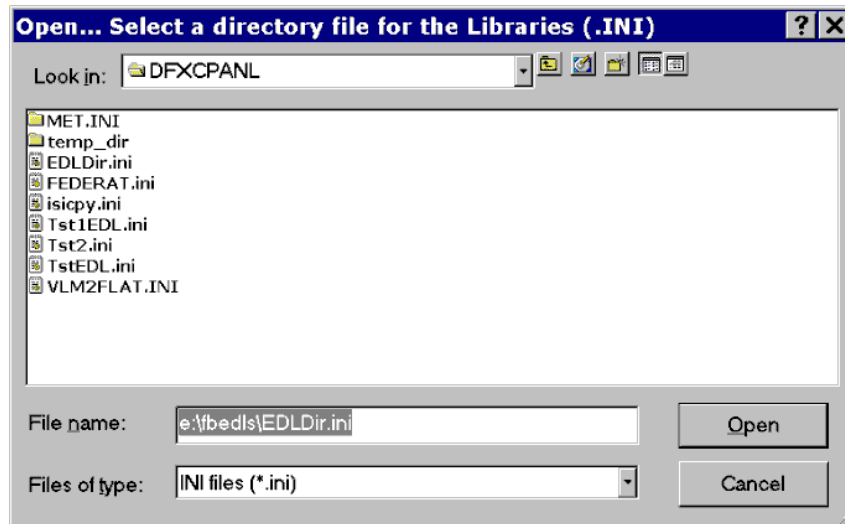 Open... Select a directory file for the Libraries (.INI)
Look in: DFXCPANL
MET.INI
temp_dir
EDLDir.ini
FEDERAT.ini
isicpy.ini
Tst1EDL.ini
Tst2.ini
TstEDL.ini
VLM2FLAT.INI
File name: e:\fbedls\EDLDir.ini Open
Files of type: INI files (*.ini) Cancel